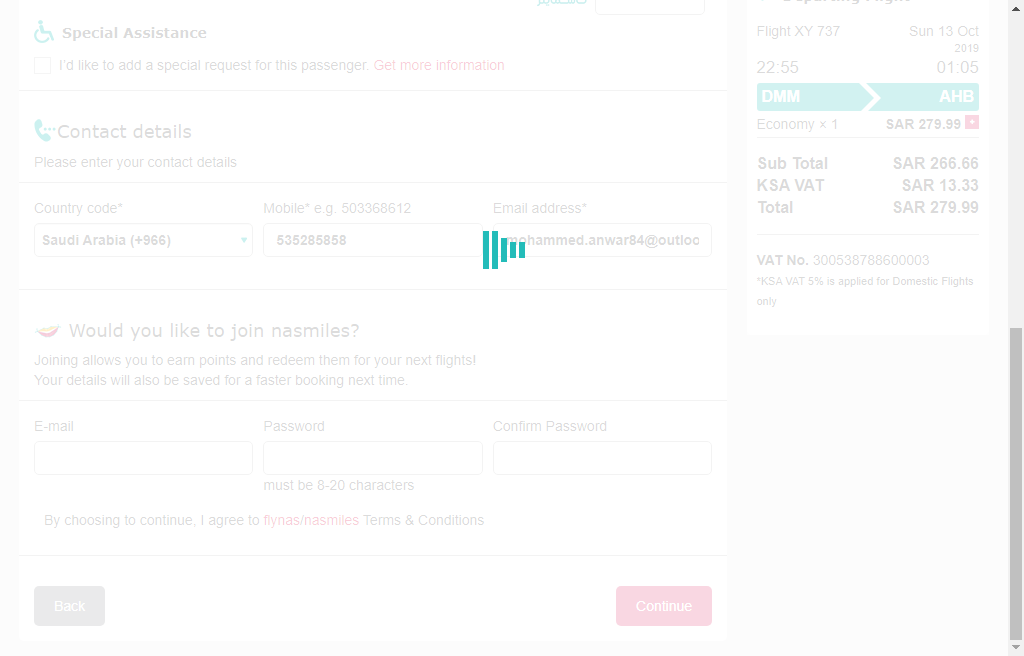 Special Assistance
I'd like to add a special request for this passenger. Get more information
Contact details
Please enter your contact details
Country code*
Mobile* e.g. 503368612
Email address*
Saudi Arabia (+966)
535285858
mohammed.anwar84@outloo
Would you like to join nasmiles?
Joining allows you to earn points and redeem them for your next flights!
Your details will also be saved for a faster booking next time.
E-mail
Password
Confirm Password
must be 8-20 characters
By choosing to continue, I agree to flynas/nasmiles Terms & Conditions
Back
Continue
Departing Flight
Flight XY 737
Sun 13 Oct
2019
22:55
01:05
DMM
AHB
Economy × 1
SAR 279.99 +
Sub Total
SAR 266.66
KSA VAT
SAR 13.33
Total
SAR 279.99
VAT No. 300538788600003
*KSA VAT 5% is applied for Domestic Flights
only